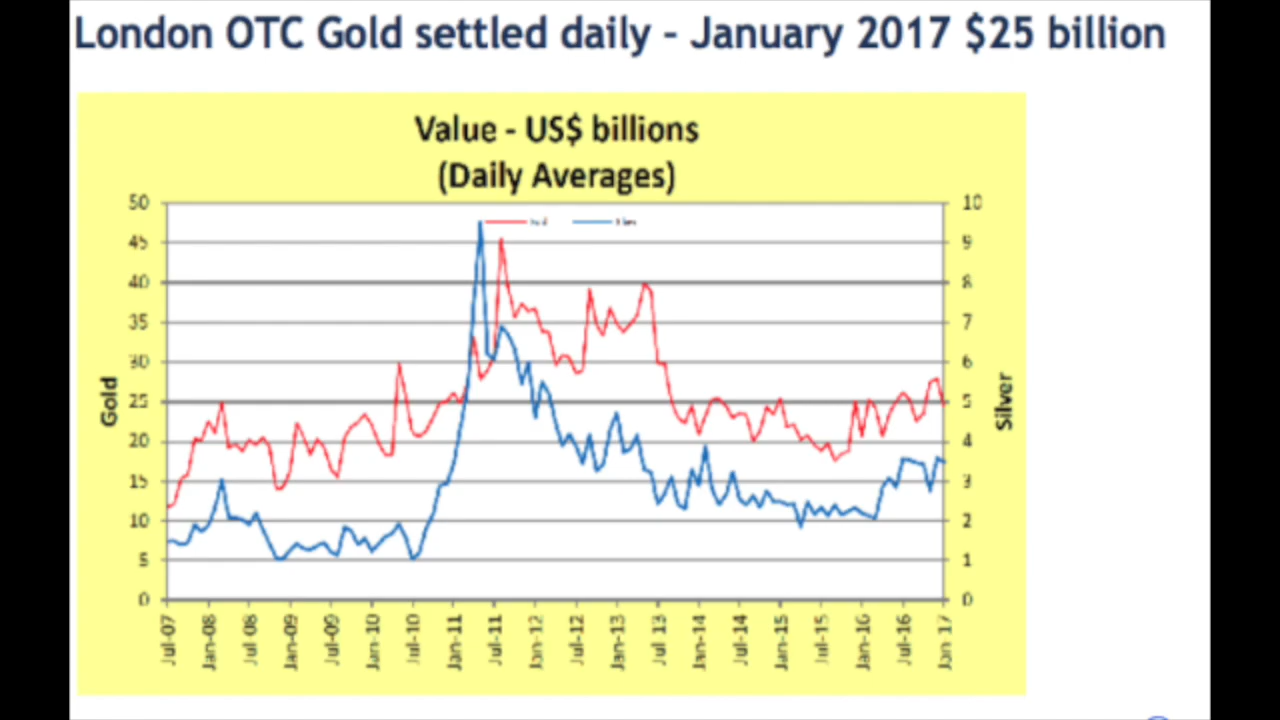 London OTC Gold settled daily - January 2017 $25 billion
Value - US$ billions
(Daily Averages)
50
45
40
35
30
25
20
15
10
5
0
Gold
10
9
8
7
6
5
4
3
2
1
0
Silver
Jul-07
Jan-08
Jul 08
Jan-09
Jul-09
Jan-10
Jul-10
Jan-11
Jul-11
Jan-12
Jul-12
Jan-13
Jul 13
Jan-14
Jul-14
Jan-15
Jul-15
Jan-16
Jul-16
Jan 17